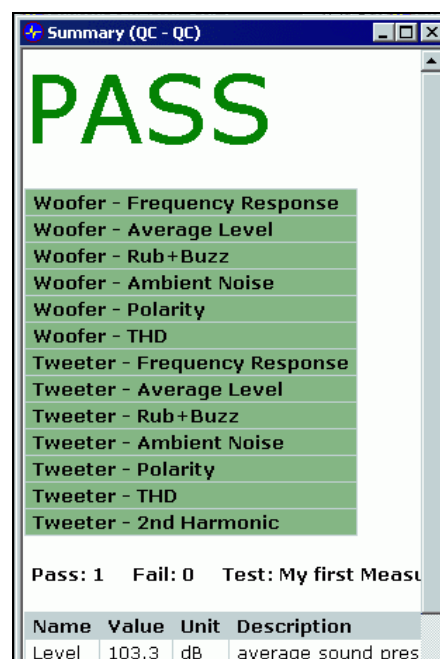 Summary (QC - QC)
PASS
Woofer - Frequency Response
Woofer - Average Level
Woofer - Rub+Buzz
Woofer - Ambient Noise
Woofer - Polarity
Woofer - THD
Tweeter - Frequency Response
Tweeter - Average Level
Tweeter - Rub+Buzz
Tweeter - Ambient Noise
Tweeter - Polarity
Tweeter - THD
Tweeter - 2nd Harmonic
Pass: 1 Fail: 0 Test: My first Measu
Name Value Unit Description
Level 103.3 dB average sound pres